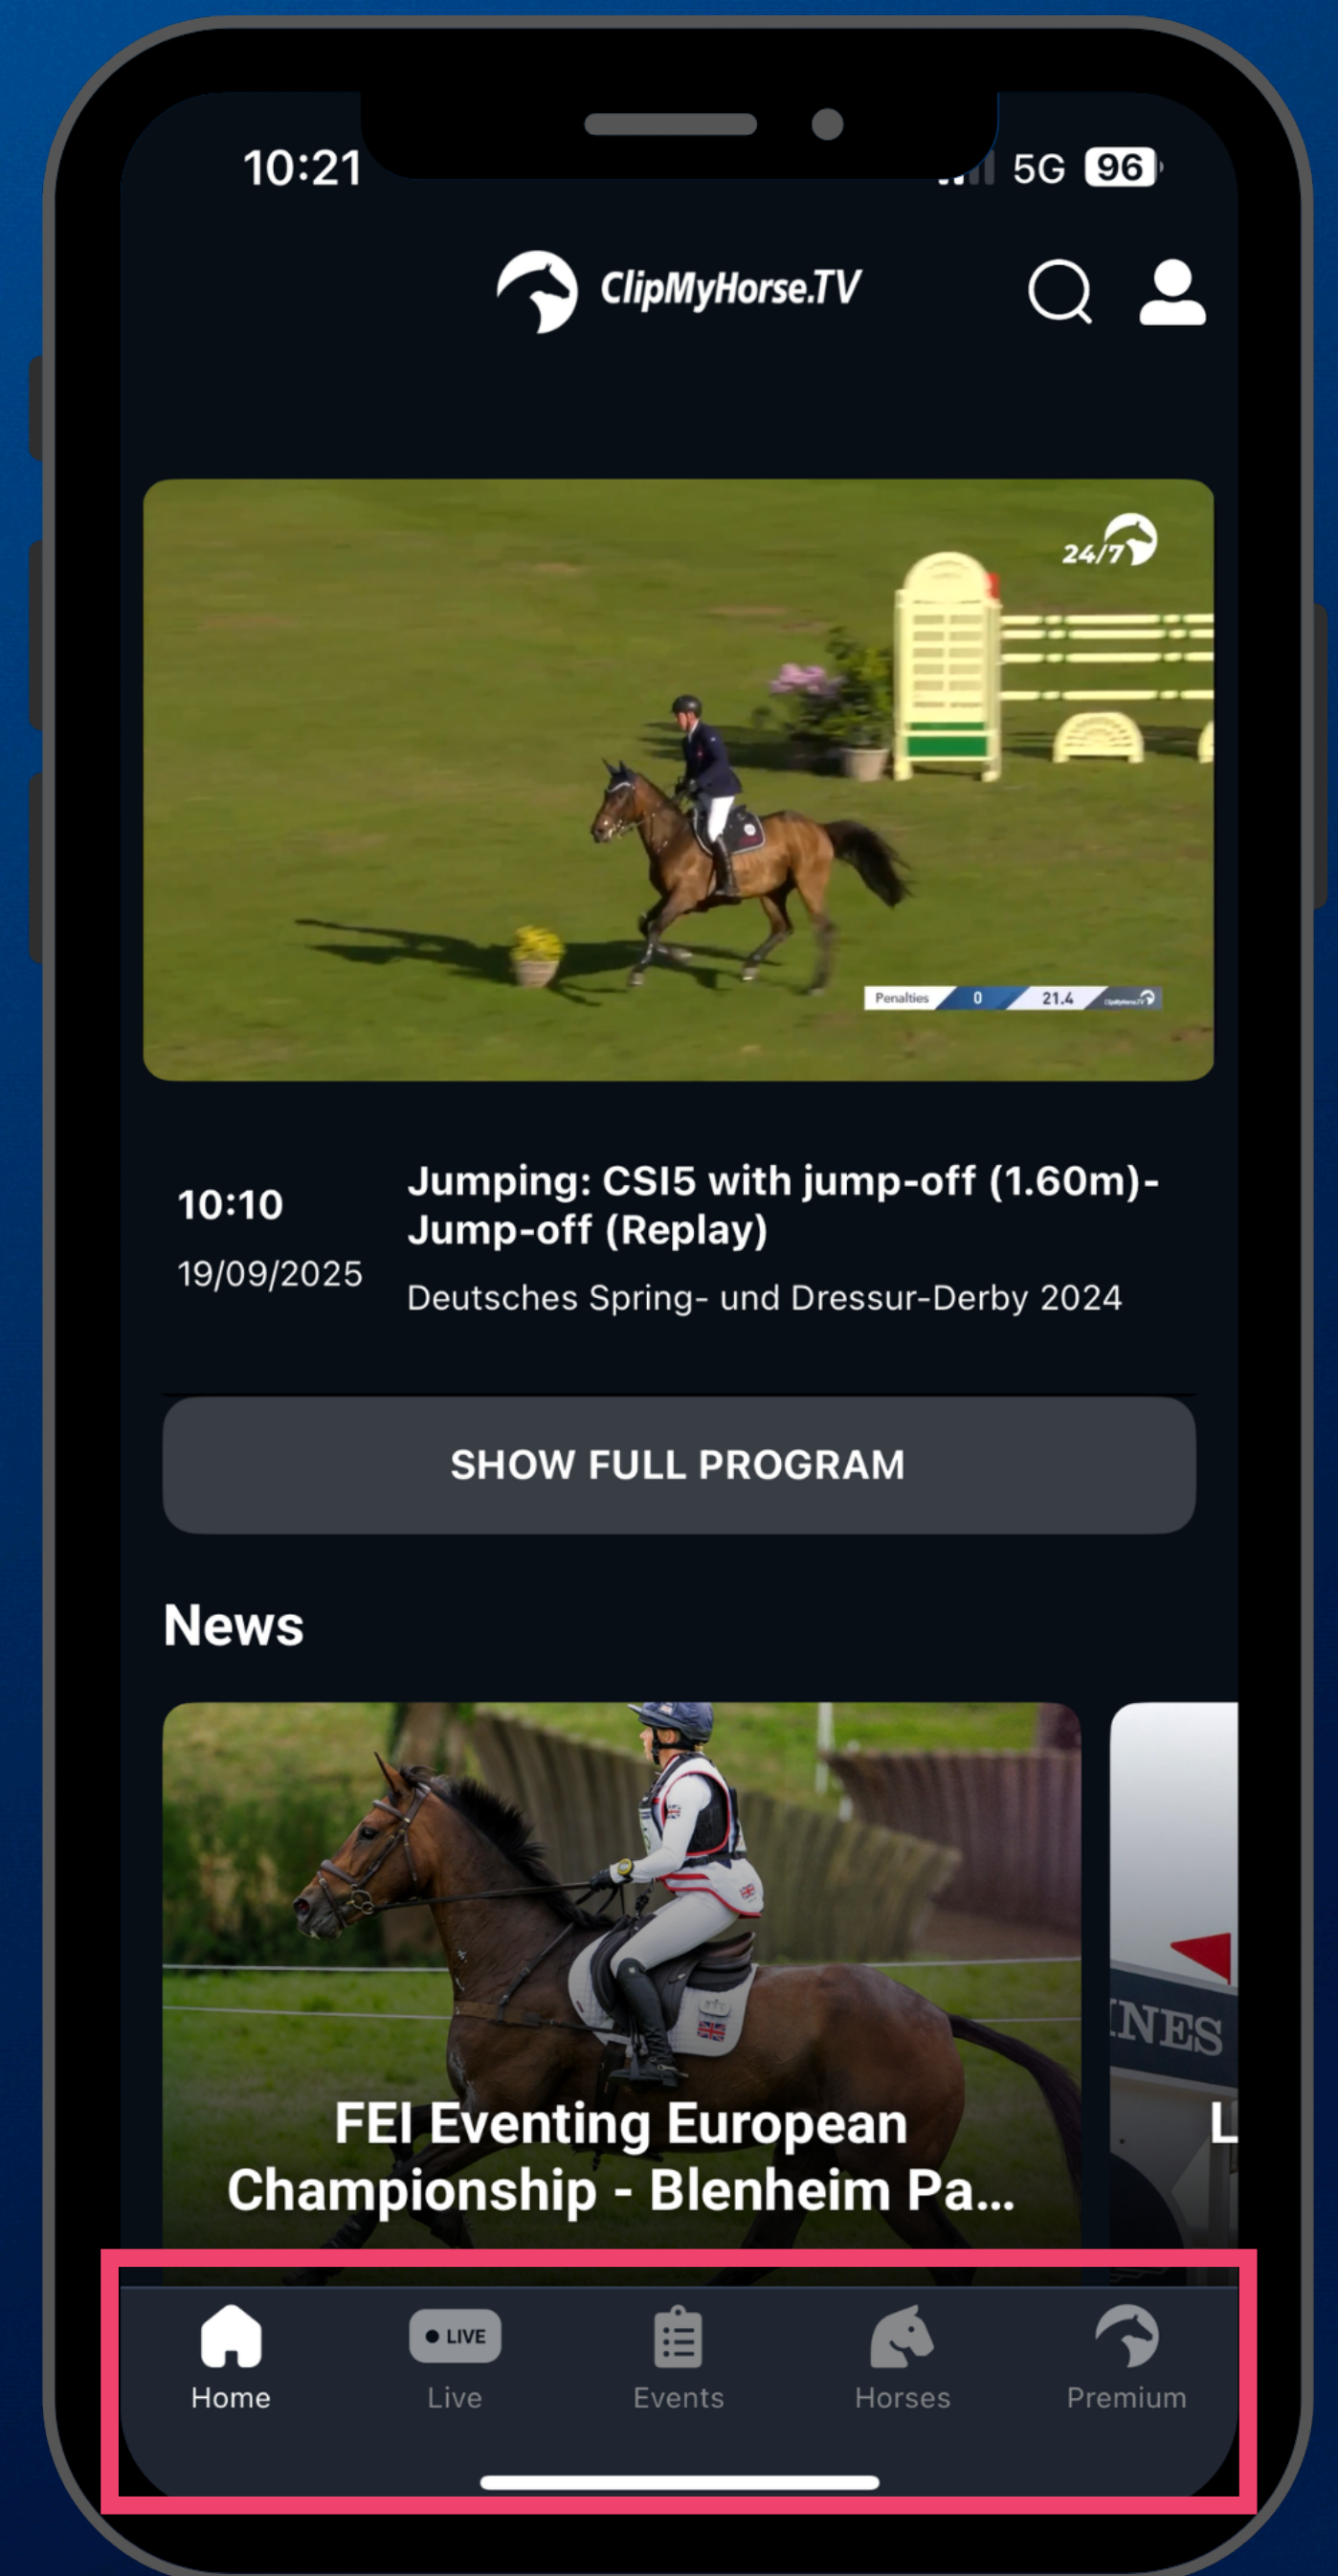 10:21
5G 96
ClipMyHorse.TV
24/7
Penalties 0 21.4 ClipMyHorse.TV
10:10
19/09/2025
Jumping: CSI5 with jump-off (1.60m)-
Jump-off (Replay)
Deutsches Spring- und Dressur-Derby 2024
SHOW FULL PROGRAM
News
INES
FEI Eventing European
Championship - Blenheim Pa...
L
LIVE
Home
Live
Events
Horses
Premium